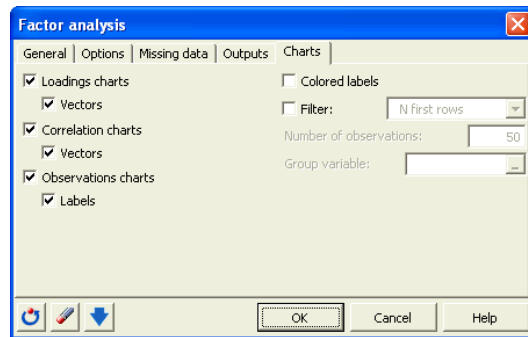 Factor analysis
General Options Missing data Outputs Charts
Loadings charts
Vectors
Correlation charts
Vectors
Observations charts
Labels
Colored labels
Filter: N first rows
Number of observations: 50
Group variable: _
OK Cancel Help